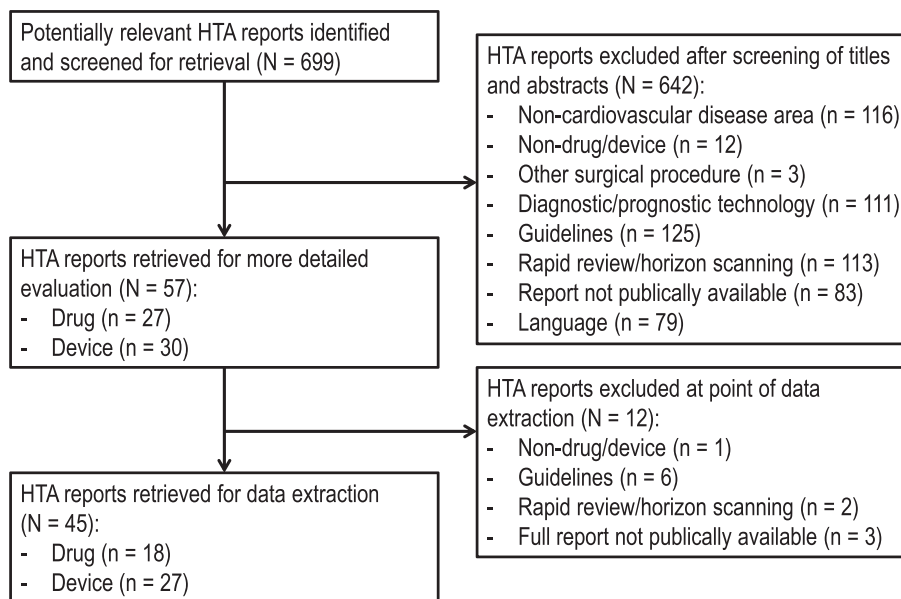 Potentially relevant HTA reports identified
and screened for retrieval (N = 699)
HTA reports excluded after screening of titles
and abstracts (N = 642):
- Non-cardiovascular disease area (n = 116)
- Non-drug/device (n = 12)
- Other surgical procedure (n = 3)
- Diagnostic/prognostic technology (n = 111)
- Guidelines (n = 125)
- Rapid review/horizon scanning (n = 113)
- Report not publically available (n = 83)
- Language (n = 79)
HTA reports retrieved for more detailed
evaluation (N = 57):
- Drug (n = 27)
- Device (n = 30)
HTA reports excluded at point of data
extraction (N = 12):
- Non-drug/device (n = 1)
- Guidelines (n = 6)
- Rapid review/horizon scanning (n = 2)
- Full report not publically available (n = 3)
HTA reports retrieved for data extraction
(N = 45):
- Drug (n = 18)
- Device (n = 27)